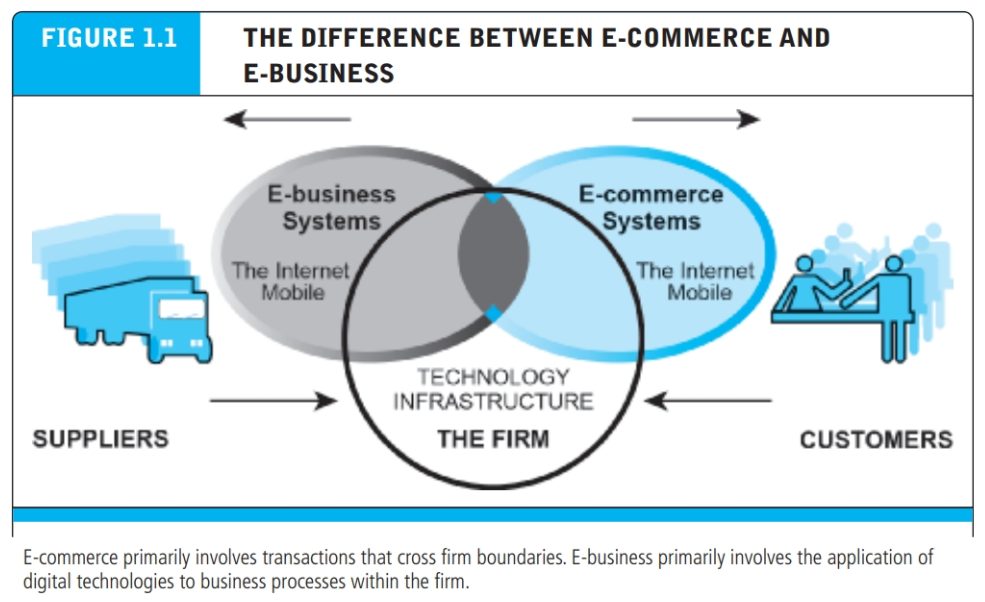 FIGURE 1.1
THE DIFFERENCE BETWEEN E-COMMERCE AND
E-BUSINESS
E-business
Systems
The Internet
Mobile
E-commerce
Systems
The Internet
Mobile
TECHNOLOGY
INFRASTRUCTURE
THE FIRM
SUPPLIERS
CUSTOMERS
E-commerce primarily involves transactions that cross firm boundaries. E-business primarily involves the application of
digital technologies to business processes within the firm.